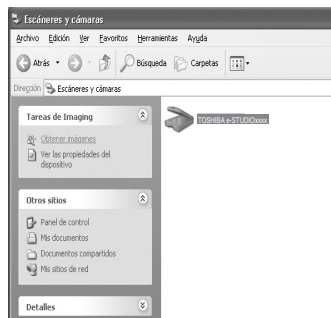 Escáneres y cámaras
Archivo Edición Ver Favoritos Herramientas Ayuda
Atrás Búsqueda Carpetas
Dirección Escáneres y cámaras
Tareas de Imaging
Obtener imágenes
Ver las propiedades del
dispositivo
TOSHIBA e-STUDIOxxxx
Otros sitios
Panel de control
Mis documentos
Documentos compartidos
Mis sitios de red
Detalles